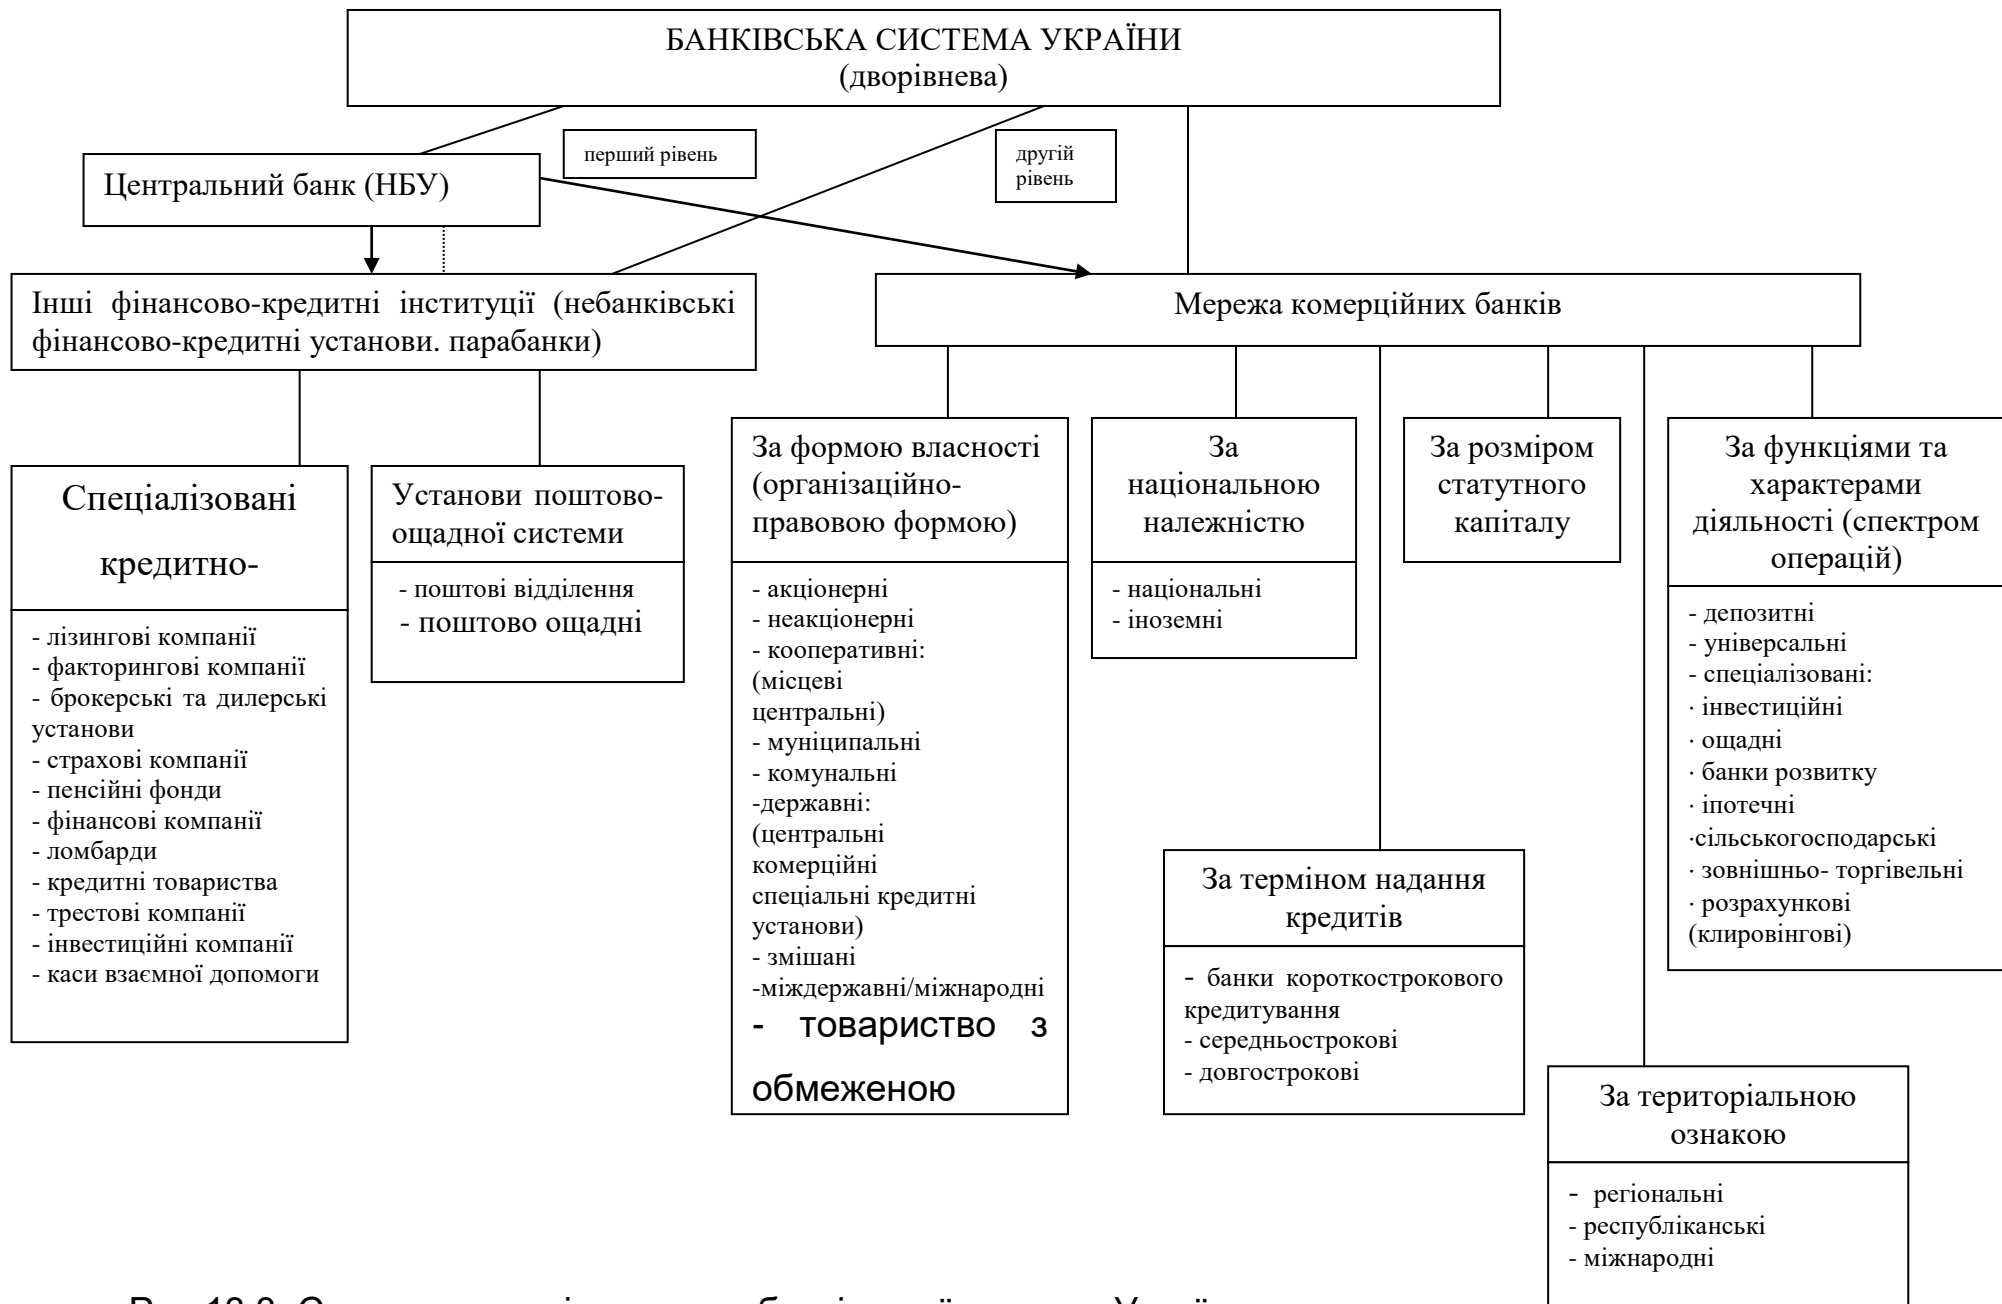 БАНКІВСЬКА СИСТЕМА УКРАЇНИ
(дворівнева)
перший рівень
другій
рівень
Центральний банк (НБУ)
Інші фінансово-кредитні інституції (небанківські
фінансово-кредитні установи. парабанки)
Мережа комерційних банків
Спеціалізовані
кредитно-
- лізингові компанії
- факторингові компанії
- брокерські та дилерські
установи
- страхові компанії
- пенсійні фонди
- фінансові компанії
- ломбарди
- кредитні товариства
- трестові компанії
- інвестиційні компанії
- каси взаємної допомоги
Установи поштово-
ощадної системи
- поштові відділення
- поштово ощадні
За формою власності
(організаційно-
правовою формою)
- акціонерні
- неакціонерні
- кооперативні:
(місцеві
центральні)
- муніципальні
- комунальні
-державні:
(центральні
комерційні
спеціальні кредитні
установи)
- змішані
-міждержавні/міжнародні
- товариство з
обмеженою
За
національною
належністю
- національні
- іноземні
За терміном надання
кредитів
- банки короткострокового
кредитування
- середньострокові
- довгострокові
За розміром
статутного
капіталу
За територіальною
ознакою
- регіональні
- республіканські
- міжнародні
За функціями та
характерами
діяльності (спектром
операцій)
- депозитні
- універсальні
- спеціалізовані:
· інвестиційні
· ощадні
· банки розвитку
· іпотечні
·сільськогосподарські
· зовнішньо- торгівельні
· розрахункові
(клировінгові)